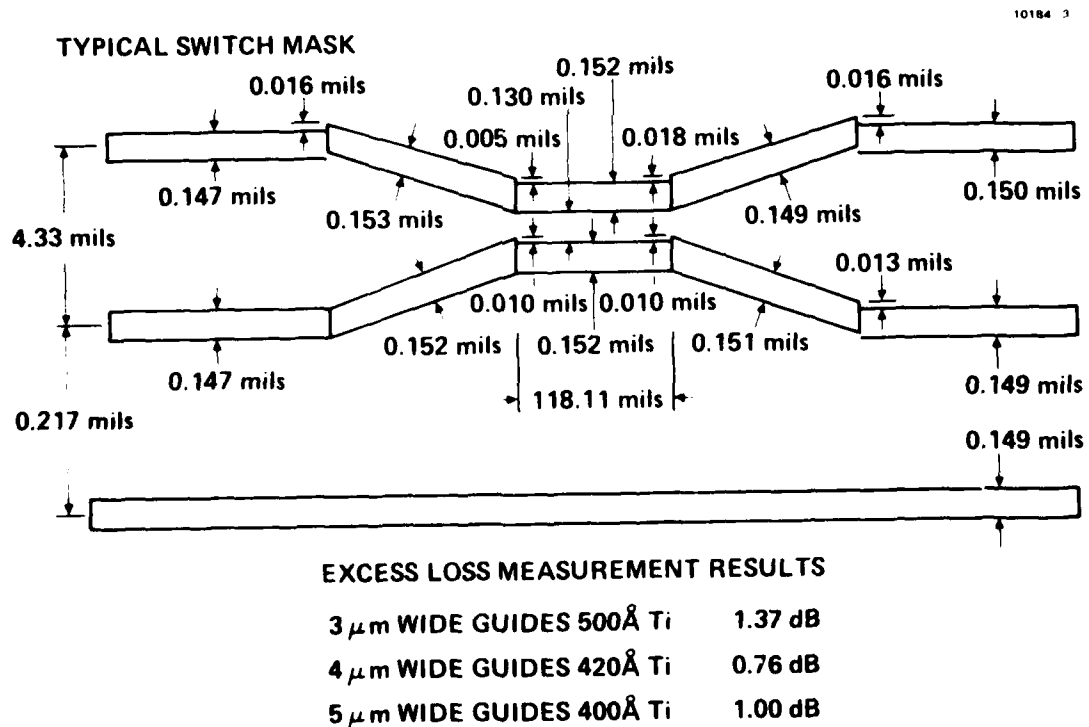 10184 3
TYPICAL SWITCH MASK
0.152 mils
0.016 mils
0.016 mils
0.130 mils
0.005 mils
0.018 mils
0.147 mils
0.153 mils
0.149 mils
0.150 mils
4.33 mils
0.013 mils
0.010 mils
0.010 mils
0.152 mils
0.152 mils
0.151 mils
0.147 mils
118.11 mils
0.149 mils
0.217 mils
0.149 mils
EXCESS LOSS MEASUREMENT RESULTS
3 μm WIDE GUIDES 500Å Ti 1.37 dB
4 μm WIDE GUIDES 420Å Ti 0.76 dB
5 μm WIDE GUIDES 400Å Ti 1.00 dB